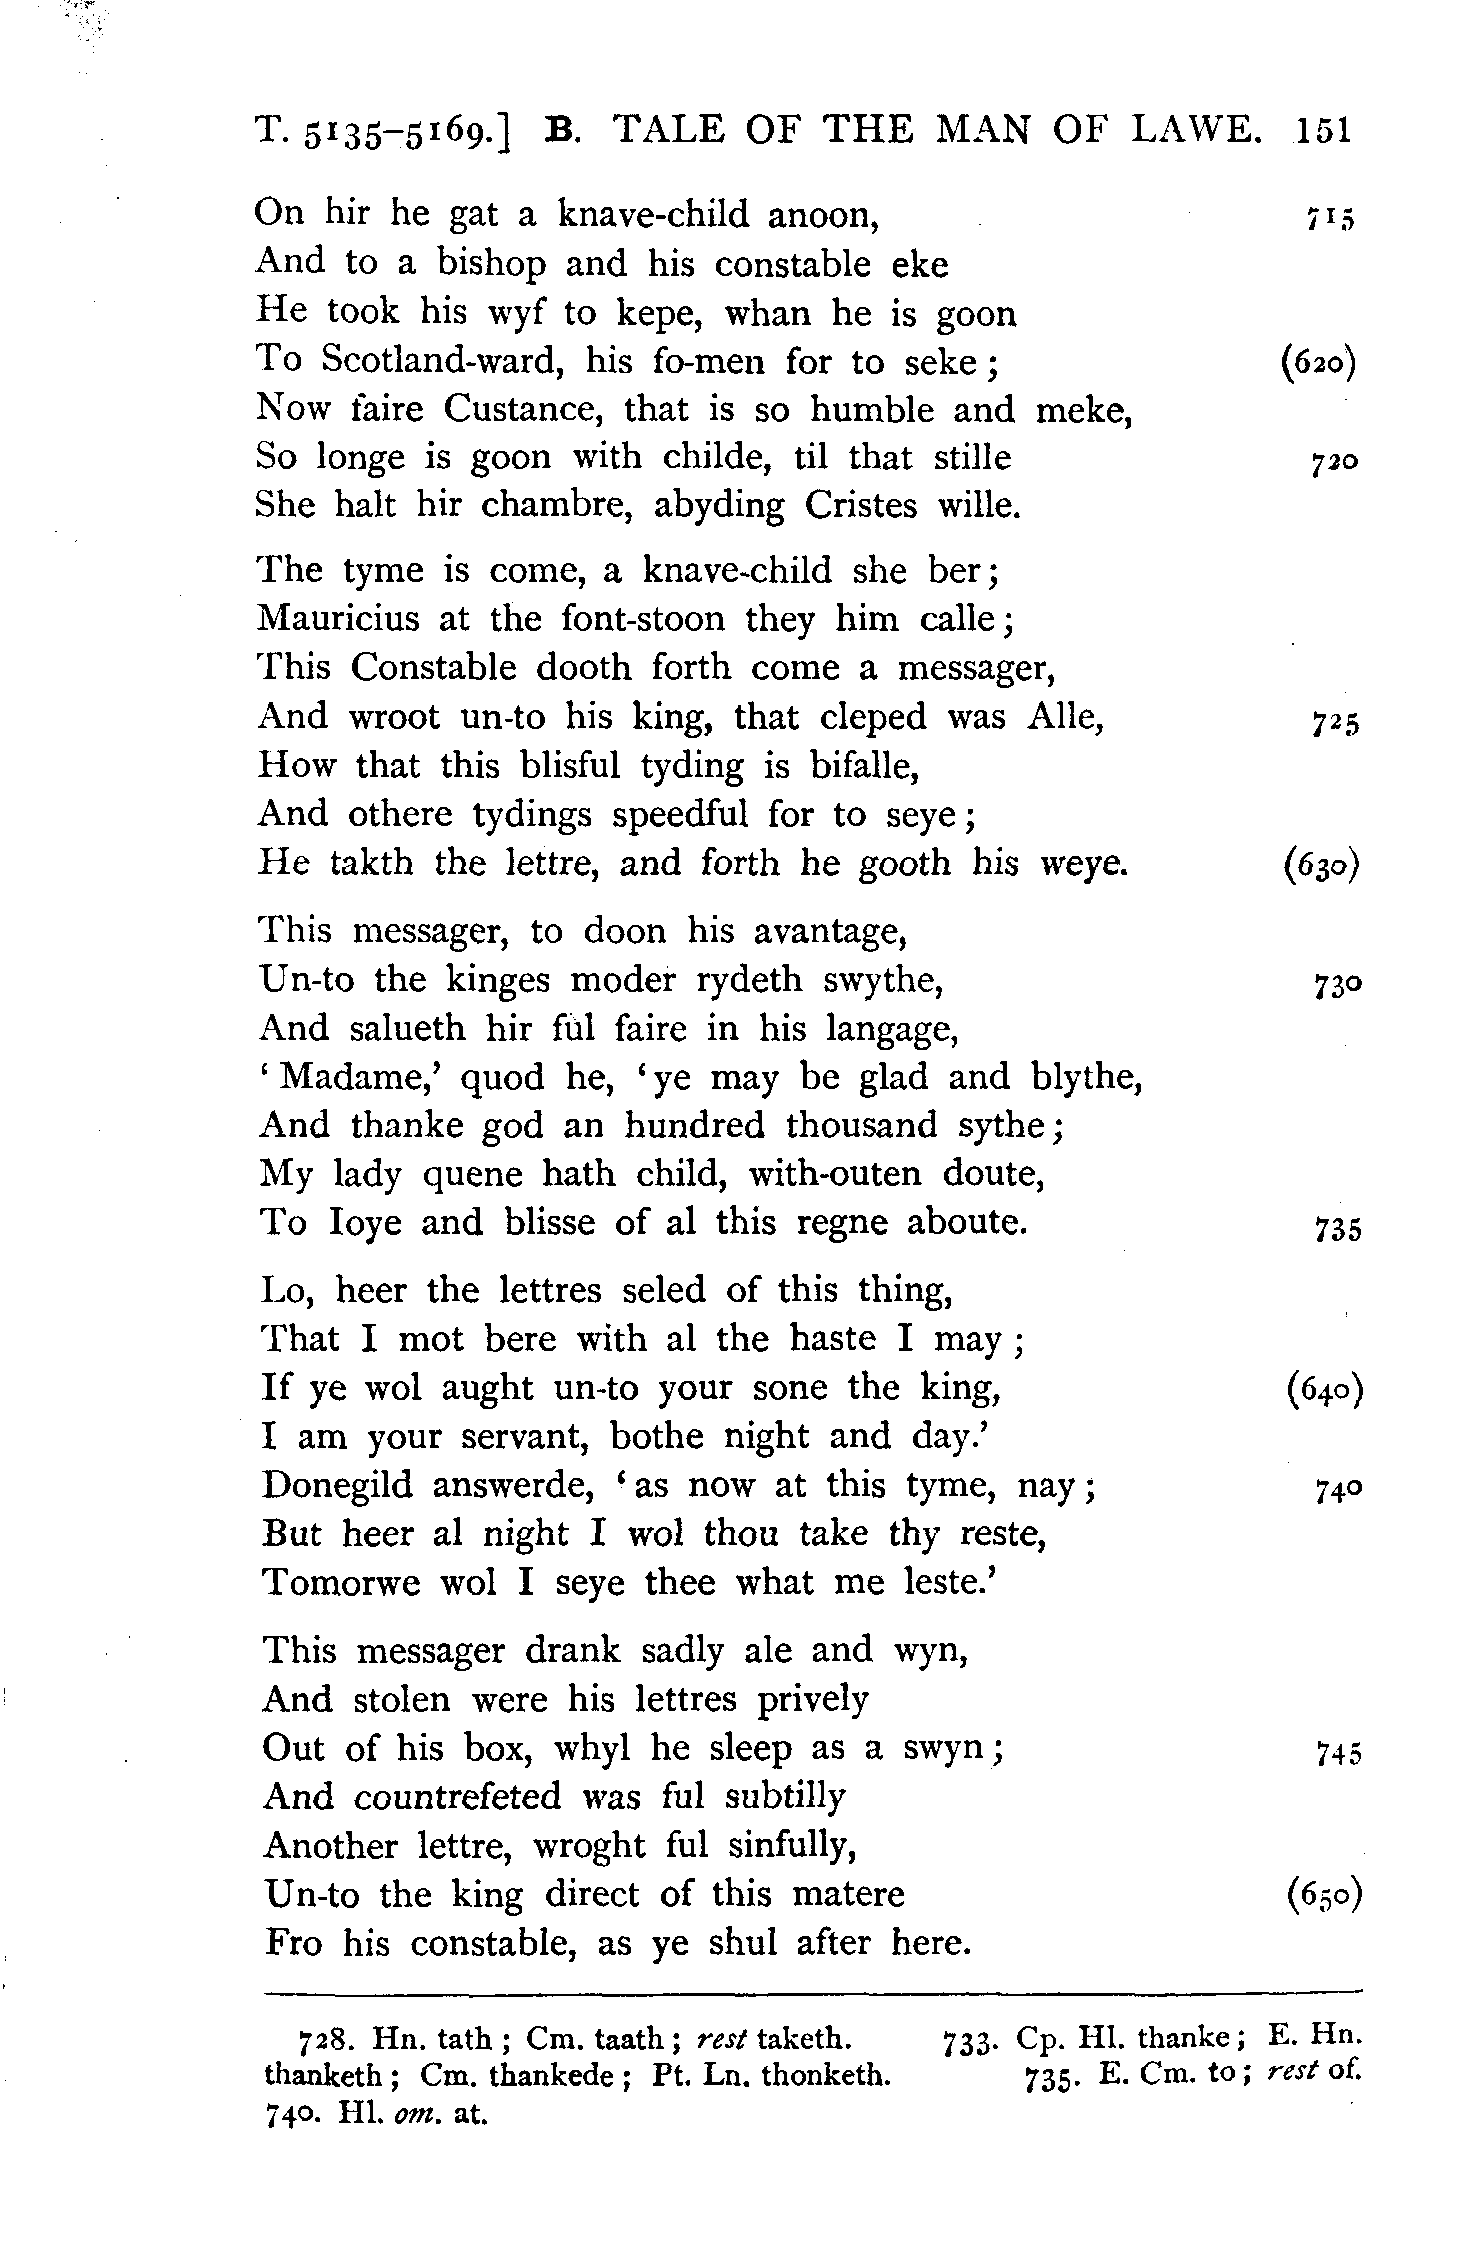 T. 5135–5169.] B. TALE OF THE MAN OF LAWE. 151
On hir he gat a knave-child anoon, 715
And to a bishop and his constable eke
He took his wyf to kepe, whan he is goon
To Scotland-ward, his fo-men for to seke ; (620)
Now faire Custance, that is so humble and meke,
So longe is goon with childe, til that stille 720
She halt hir chambre, abyding Cristes wille.
The tyme is come, a knave-child she ber;
Mauricius at the font-stoon they him calle;
This Constable dooth forth come a messager,
And wroot un-to his king, that cleped was Alle, 725
How that this blisful tyding is bifalle,
And othere tydings speedful for to seye ;
He takth the lettre, and forth he gooth his weye. (630)
This messager, to doon his avantage,
Un-to the kinges moder rydeth swythe, 730
And salueth hir ful faire in his langage,
‘ Madame,’ quod he, ‘ye may be glad and blythe,
And thanke god an hundred thousand sythe;
My lady quene hath child, with-outen doute,
To Ioye and blisse of al this regne aboute. 735
Lo, heer the lettres seled of this thing,
That I mot bere with al the haste I may ;
If ye wol aught un-to your sone the king, (640)
I am your servant, bothe night and day.’
Donegild answerde, ‘as now at this tyme, nay ; 740
But heer al night I wol thou take thy reste,
Tomorwe wol I seye thee what me leste.’
This messager drank sadly ale and wyn,
And stolen were his lettres prively
Out of his box, whyl he sleep as a swyn; 745
And countrefeted was ful subtilly
Another lettre, wroght ful sinfully,
Un-to the king direct of this matere (650)
Fro his constable, as ye shul after here.
728. Hn. tath ; Cm. taath ; rest taketh. 733. Cp. Hl. thanke ; E. Hn.
thanketh ; Cm. thankede ; Pt. Ln. thonketh. 735. E. Cm. to ; rest of.
740. Hl. om. at.